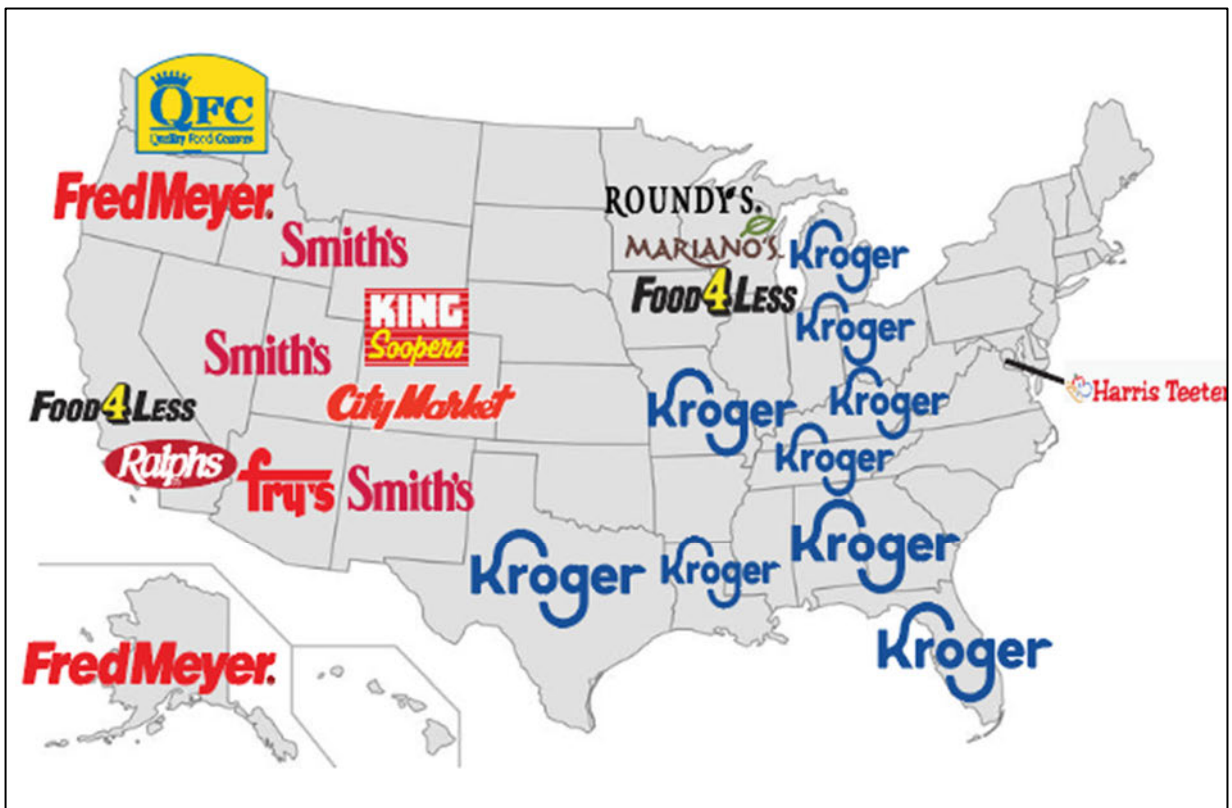 QFC
Quality Food Centers
FredMeyer.
Smith's
ROUNDY'S.
MARIANO'S
Kroger
FOOD4LESS
KING
Soopers
Kroger
Smith's
City Market
Kroger
Kroger
Harris Teeter
FOOD4LESS
Ralphs
fry's
Smith's
Kroger
Kroger
Kroger
Kroger
FredMeyer.
Kroger